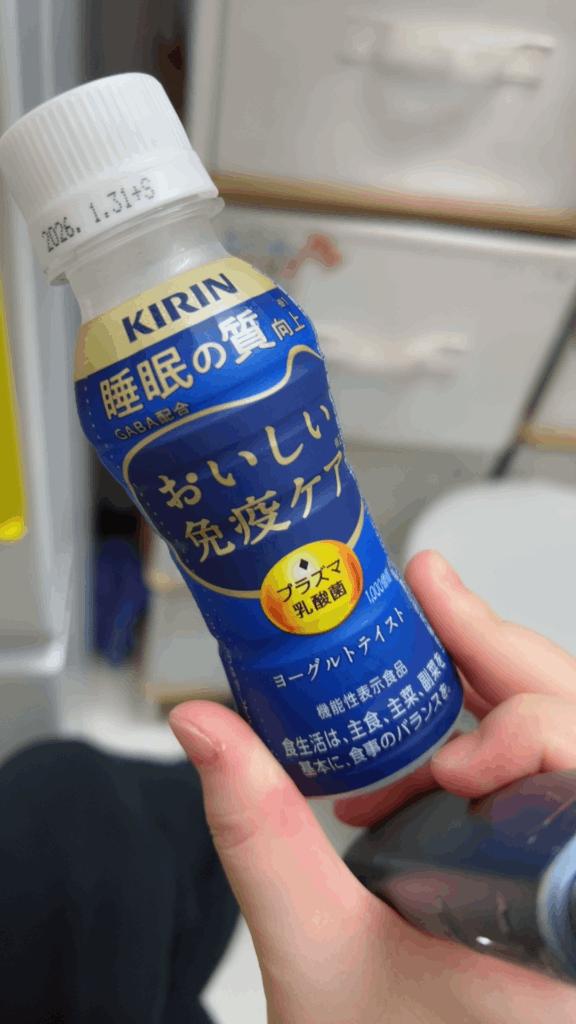 2026. 1.31+S
KIRIN
睡眠の質向上
GABA配合
おいしい
免疫ケア
プラズマ
乳酸菌
ヨーグルトテイスト
機能性表示食品
食生活は、主食、主菜、副菜を
基本に、食事のバランスを。